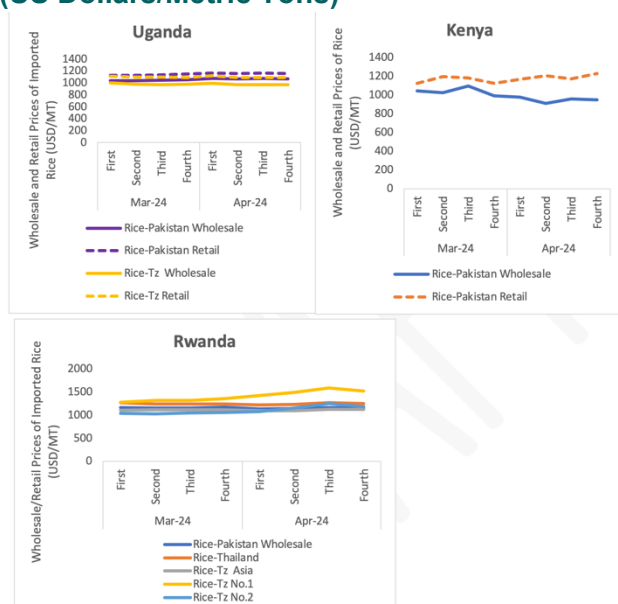 (US Dollars/Metric Tons)
Uganda
Wholesale and Retail Prices of Imported
Rice (USD/MT)
1400
1200
1000
800
600
400
200
0
First
Second
Third
Fourth
First
Second
Third
Fourth
Mar-24
Apr-24
Rice-Pakistan Wholesale
Rice-Pakistan Retail
Rice-Tz Wholesale
Rice-Tz Retail
Kenya
Wholesale and Retail Prices of Rice
(USD/MT)
1400
1200
1000
800
600
400
200
0
First
Second
Third
Fourth
First
Second
Third
Fourth
Mar-24
Apr-24
Rice-Pakistan Wholesale
Rice-Pakistan Retail
Rwanda
Wholesale/Retail Prices of Imported Rice
(USD/MT)
2000
1500
1000
500
0
First
Second
Third
Fourth
First
Second
Third
Fourth
Mar-24
Apr-24
Rice-Pakistan Wholesale
Rice-Thailand
Rice-Tz Asia
Rice-Tz No.1
Rice-Tz No.2